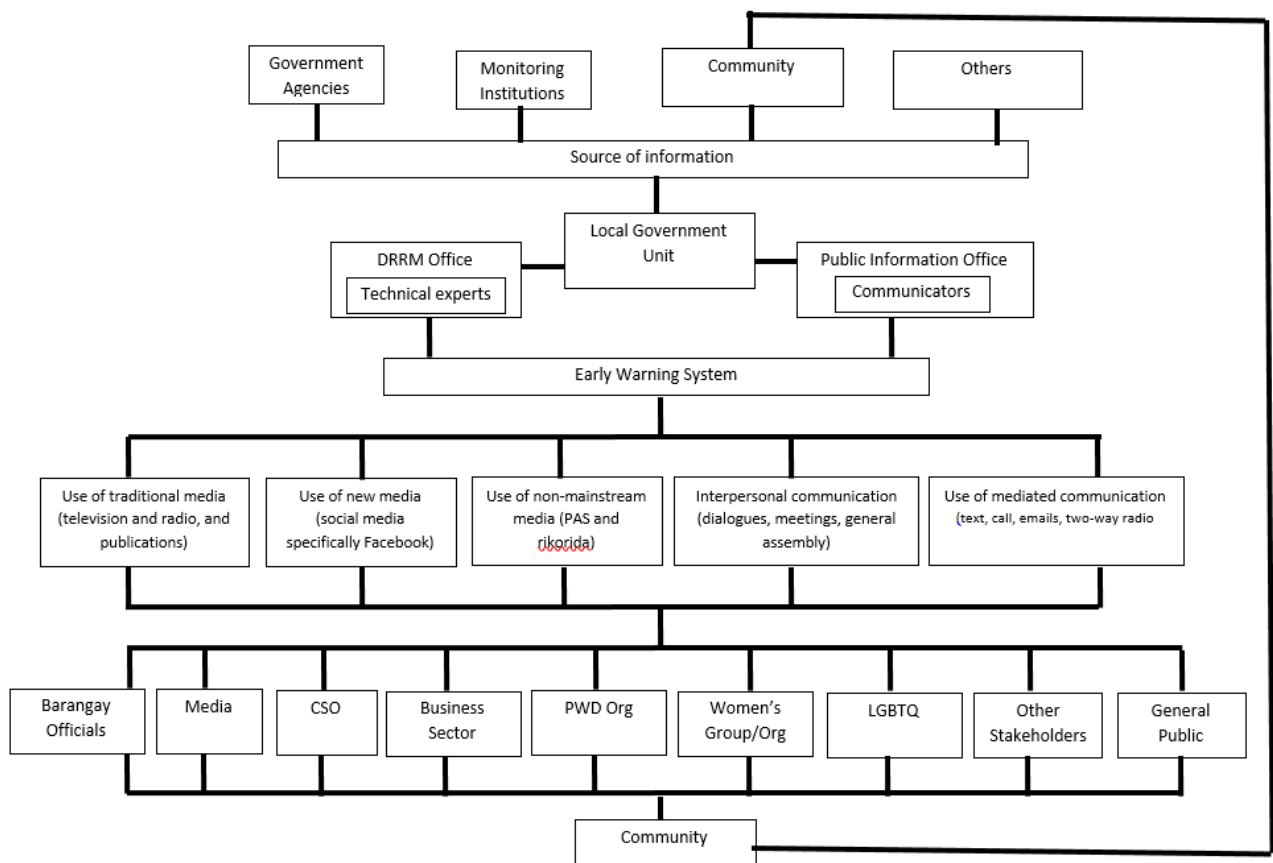 Government
Agencies
Monitoring
Institutions
Community
Others
Source of information
Local Government
Unit
DRRM Office
Technical experts
Public Information Office
Communicators
Early Warning System
Use of traditional media
(television and radio, and
publications)
Use of new media
(social media
specifically Facebook)
Use of non-mainstream
media (PAS and
rikorida)
Interpersonal communication
(dialogues, meetings, general
assembly)
Use of mediated communication
(text, call, emails, two-way radio
Barangay
Officials
Media
CSO
Business
Sector
PWD Org
Women's
Group/Org
LGBTQ
Other
Stakeholders
General
Public
Community